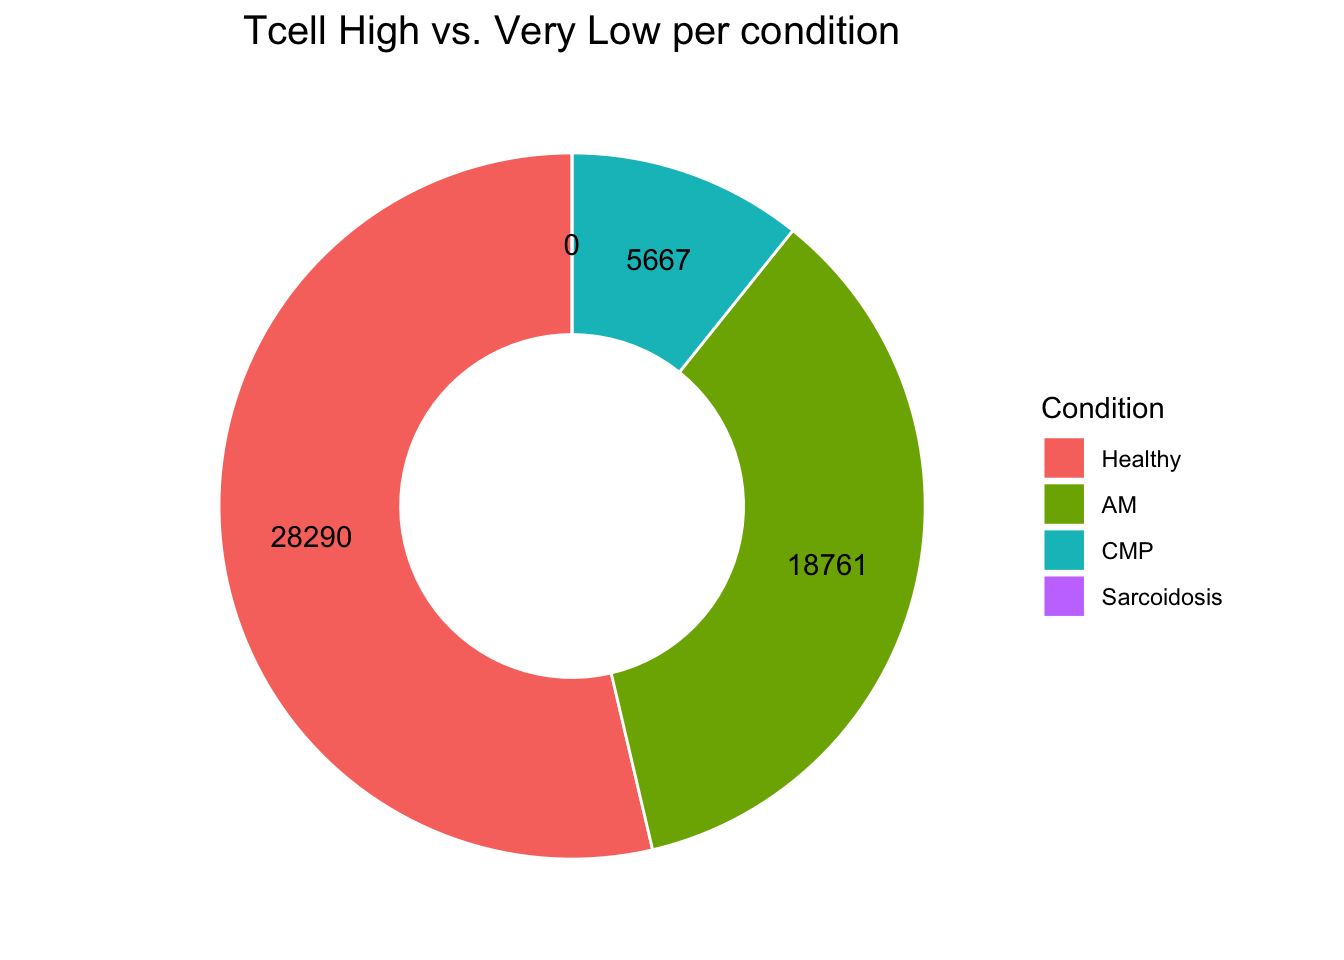 Tcell High vs. Very Low per condition
0
5667
28290
18761
Condition
Healthy
AM
CMP
Sarcoidosis